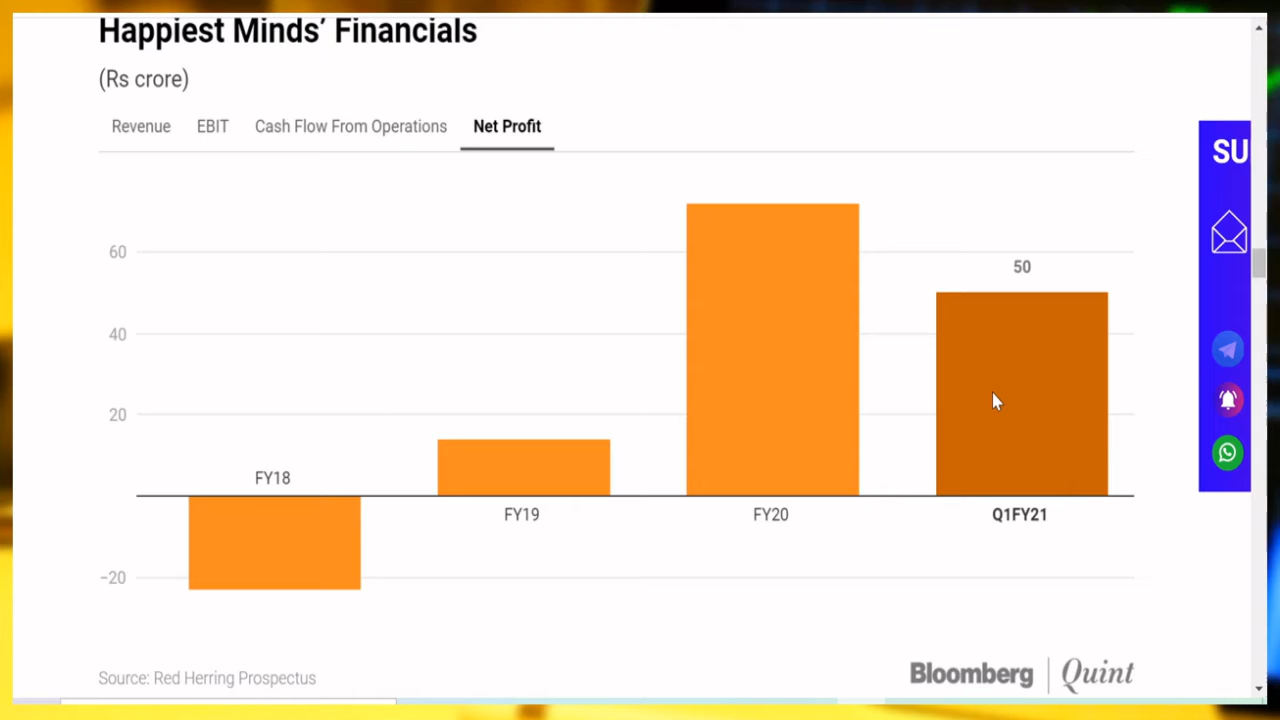 Happiest Minds’ Financials
(Rs crore)
Revenue EBIT Cash Flow From Operations Net Profit
SU
60
50
40
20
FY18
FY19 FY20 Q1FY21
−20
Source: Red Herring Prospectus
Bloomberg | Quint